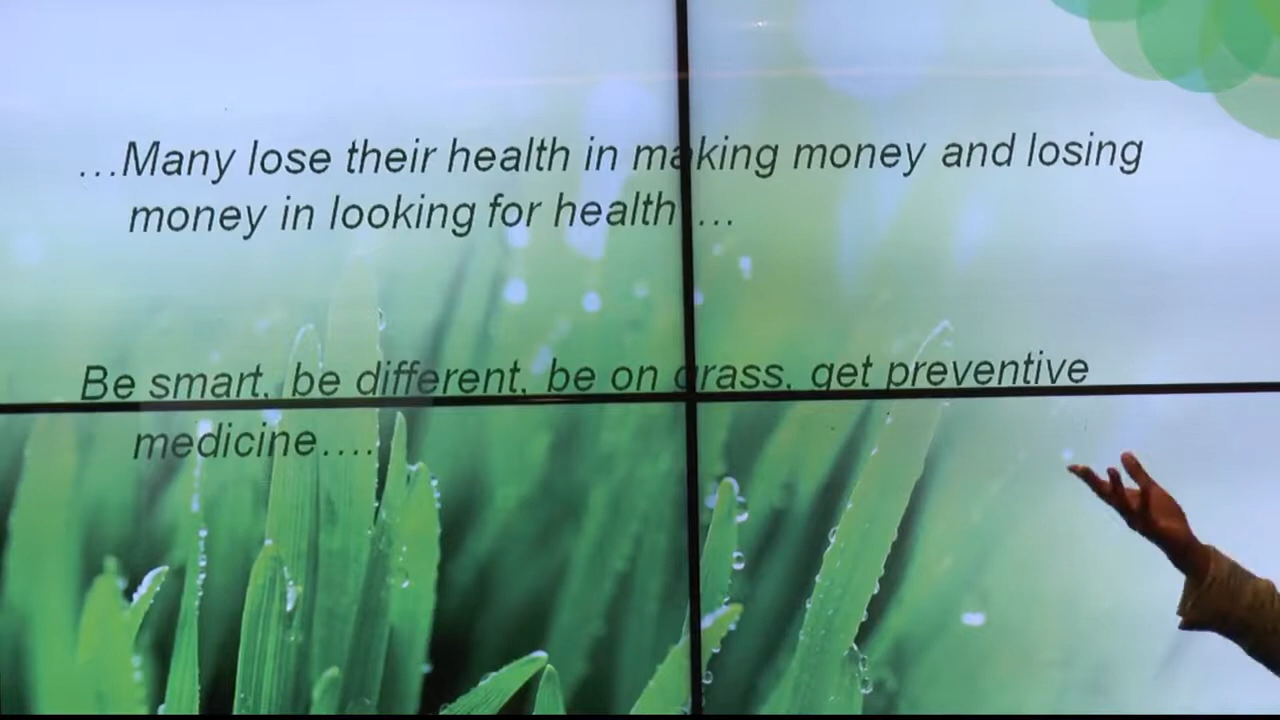 ...Many lose their health in making money and losing
money in looking for health ...
Be smart, be different, be on grass, get preventive
medicine....